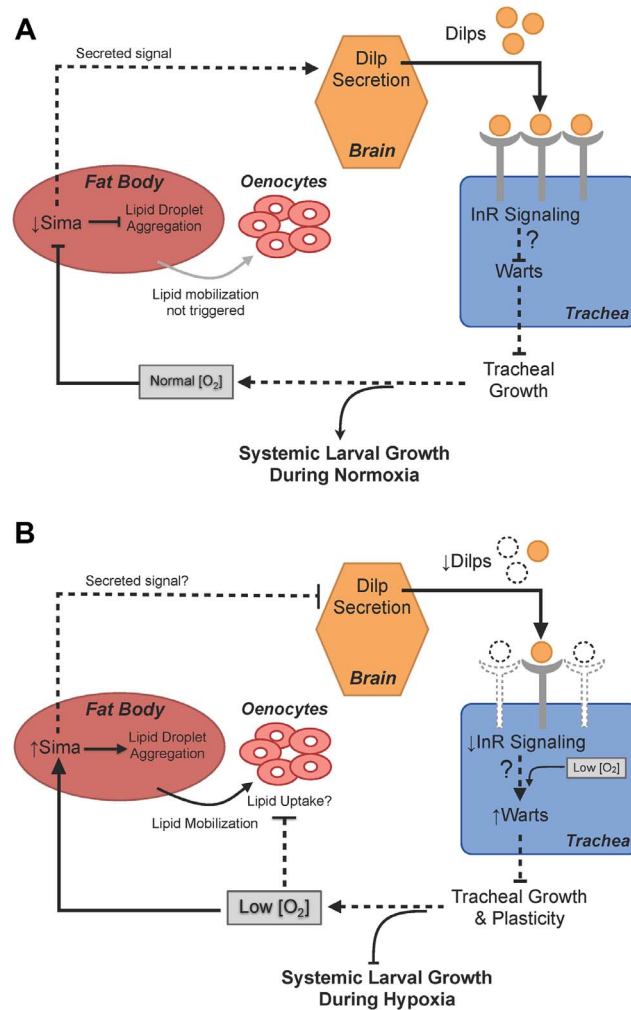 A
Secreted signal
Dilps
Dilp
Secretion
Brain
Fat Body
Oenocytes
↓Sima
Lipid Droplet
Aggregation
InR Signaling
?
Warts
Trachea
Lipid mobilization
not triggered
Normal [O₂]
Tracheal
Growth
Systemic Larval Growth
During Normoxia
B
Secreted signal?
↓Dilps
Dilp
Secretion
Brain
Fat Body
Oenocytes
↑Sima
Lipid Droplet
Aggregation
↓InR Signaling
?
Low [O₂]
↑Warts
Trachea
Lipid Uptake?
Lipid Mobilization
Low [O₂]
Tracheal Growth
& Plasticity
Systemic Larval Growth
During Hypoxia